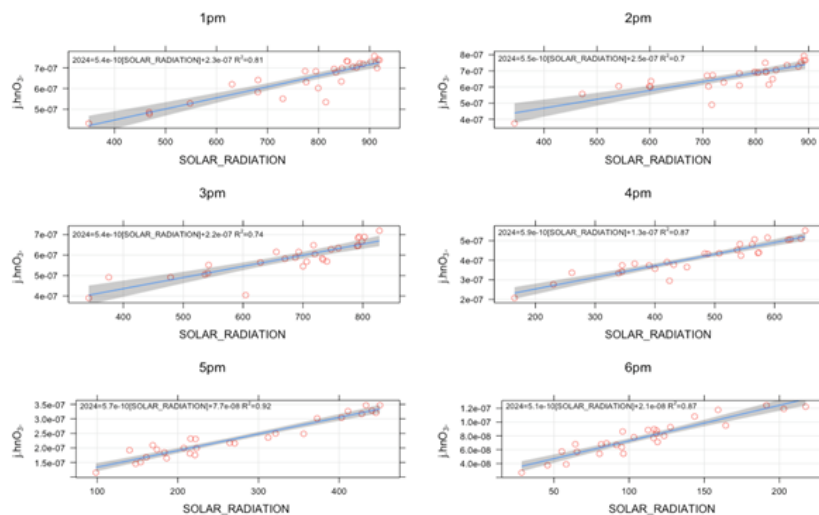 1pm
2024=5.4e-10[SOLAR_RADIATION]+2.3e-07 R²=0.81
7e-07
6e-07
5e-07
j.hnO₃.
400 500 600 700 800 900
SOLAR_RADIATION
2pm
2024=5.5e-10[SOLAR_RADIATION]+2.5e-07 R²=0.7
8e-07
7e-07
6e-07
5e-07
4e-07
j.hnO₃.
400 500 600 700 800 900
SOLAR_RADIATION
3pm
2024=5.4e-10[SOLAR_RADIATION]+2.2e-07 R²=0.74
7e-07
6e-07
5e-07
4e-07
j.hnO₃.
400 500 600 700 800
SOLAR_RADIATION
4pm
2024=5.9e-10[SOLAR_RADIATION]+1.3e-07 R²=0.87
5e-07
4e-07
3e-07
2e-07
j.hnO₃.
200 300 400 500 600
SOLAR_RADIATION
5pm
2024=5.7e-10[SOLAR_RADIATION]+7.7e-08 R²=0.92
3.5e-07
3.0e-07
2.5e-07
2.0e-07
1.5e-07
j.hnO₃.
100 200 300 400
SOLAR_RADIATION
6pm
2024=5.1e-10[SOLAR_RADIATION]+2.1e-08 R²=0.87
1.2e-07
1.0e-07
8.0e-08
6.0e-08
4.0e-08
j.hnO₃.
50 100 150 200
SOLAR_RADIATION